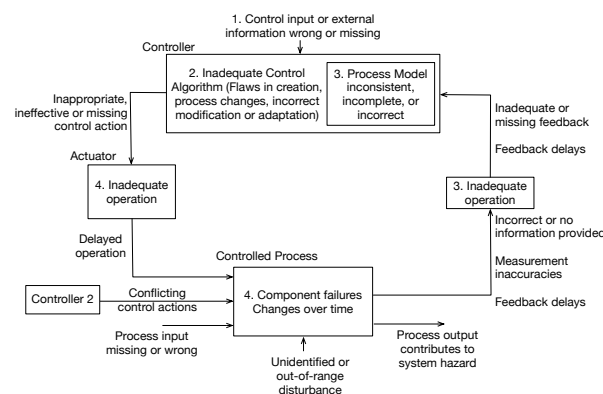 1. Control input or external
information wrong or missing
Controller
2. Inadequate Control
Algorithm (Flaws in creation,
process changes, incorrect
modification or adaptation)
3. Process Model
inconsistent,
incomplete, or
incorrect
Inappropriate,
ineffective or missing
control action
Inadequate or
missing feedback
Feedback delays
Actuator
4. Inadequate
operation
3. Inadequate
operation
Incorrect or no
information provided
Measurement
inaccuracies
Feedback delays
Delayed
operation
Controlled Process
4. Component failures
Changes over time
Controller 2
Conflicting
control actions
Process input
missing or wrong
Process output
contributes to
system hazard
Unidentified or
out-of-range
disturbance